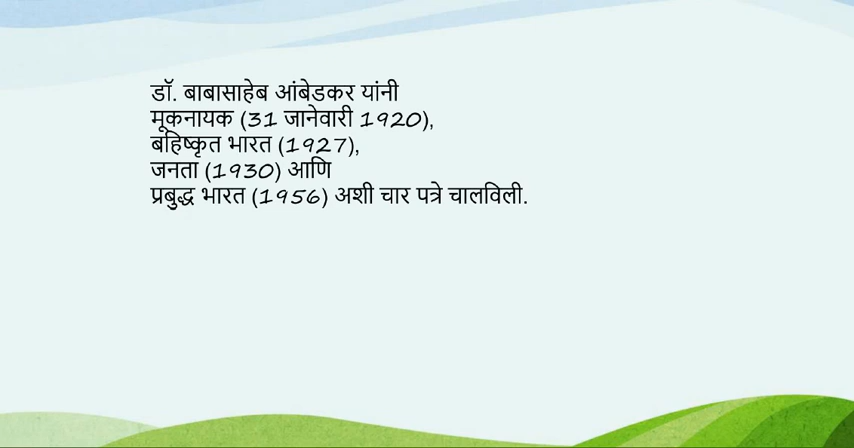 डॉ. बाबासाहेब आंबेडकर यांनी
मूकनायक (31 जानेवारी 1920),
बहिष्कृत भारत (1927),
जनता (1930) आणि
प्रबुद्ध भारत (1956) अशी चार पत्रे चालविली.